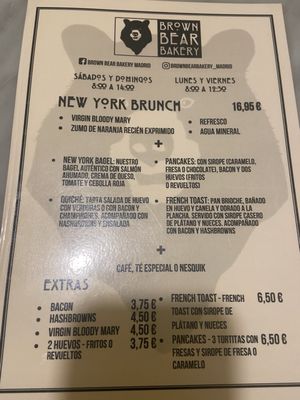 BROWN
BEAR
BAKERY
BROWN BEAR BAKERY MADRID
@BROWNBEARBAKERY_MADRID
SÁBADOS Y DOMINGOS
8:00 A 14:00
LUNES Y VIERNES
8:00 A 12:30
NEW YORK BRUNCH 16,95 €
• VIRGIN BLOODY MARY
• ZUMO DE NARANJA RECIÉN EXPRIMIDO
• REFRESCO
• AGUA MINERAL
+
• NEW YORK BAGEL: NUESTRO
BAGEL AUTÉNTICO CON SALMÓN
AHUMADO, CREMA DE QUESO,
TOMATE Y CEBOLLA ROJA
• QUICHÉ: TARTA SALADA DE HUEVO
CON VERDURAS O CON BACON Y
CHAMPIÑONES, ACOMPAÑADO CON
HASHBROWNS Y ENSALADA
• PANCAKES: CON SIROPE (CARAMELO,
FRESA O CHOCOLATE), BACON Y DOS
HUEVOS (FRITOS
O REVUELTOS)
• FRENCH TOAST: PAN BRIOCHE, BAÑADO
EN HUEVO Y CANELA Y DORADO A LA
PLANCHA, SERVIDO CON SIROPE CASERO
DE PLÁTANO Y NUECES. ACOMPAÑADO
CON BACON Y HASHBROWNS
+
CAFÉ, TÉ ESPECIAL O NESQUIK
EXTRAS
• BACON 3,75 €
• HASHBROWNS 4,50 €
• VIRGIN BLOODY MARY 4,50 €
• 2 HUEVOS - FRITOS O 3,75 €
REVUELTOS
• FRENCH TOAST - FRENCH 6,50 €
TOAST CON SIROPE DE
PLÁTANO Y NUECES
• PANCAKES - 3 TORTITAS CON 6,50 €
FRESAS Y SIROPE DE FRESA O
CARAMELO